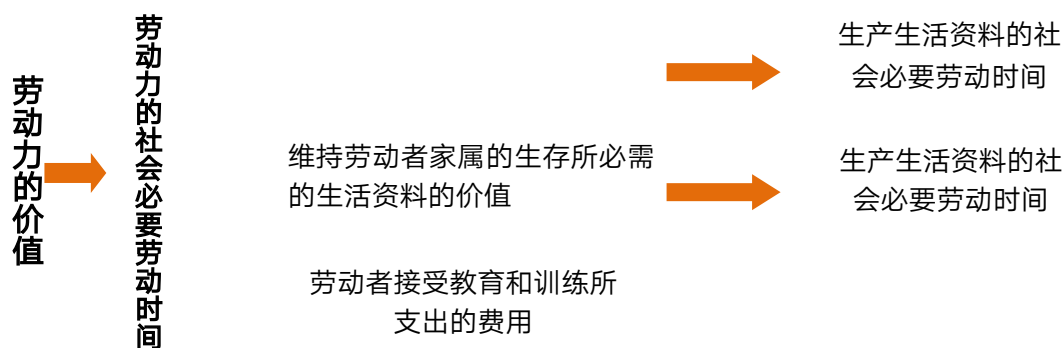 劳动力的价值
劳动力的社会必要劳动时间
生产生活资料的社
会必要劳动时间
维持劳动者家属的生存所必需
的生活资料的价值
生产生活资料的社
会必要劳动时间
劳动者接受教育和训练所
支出的费用